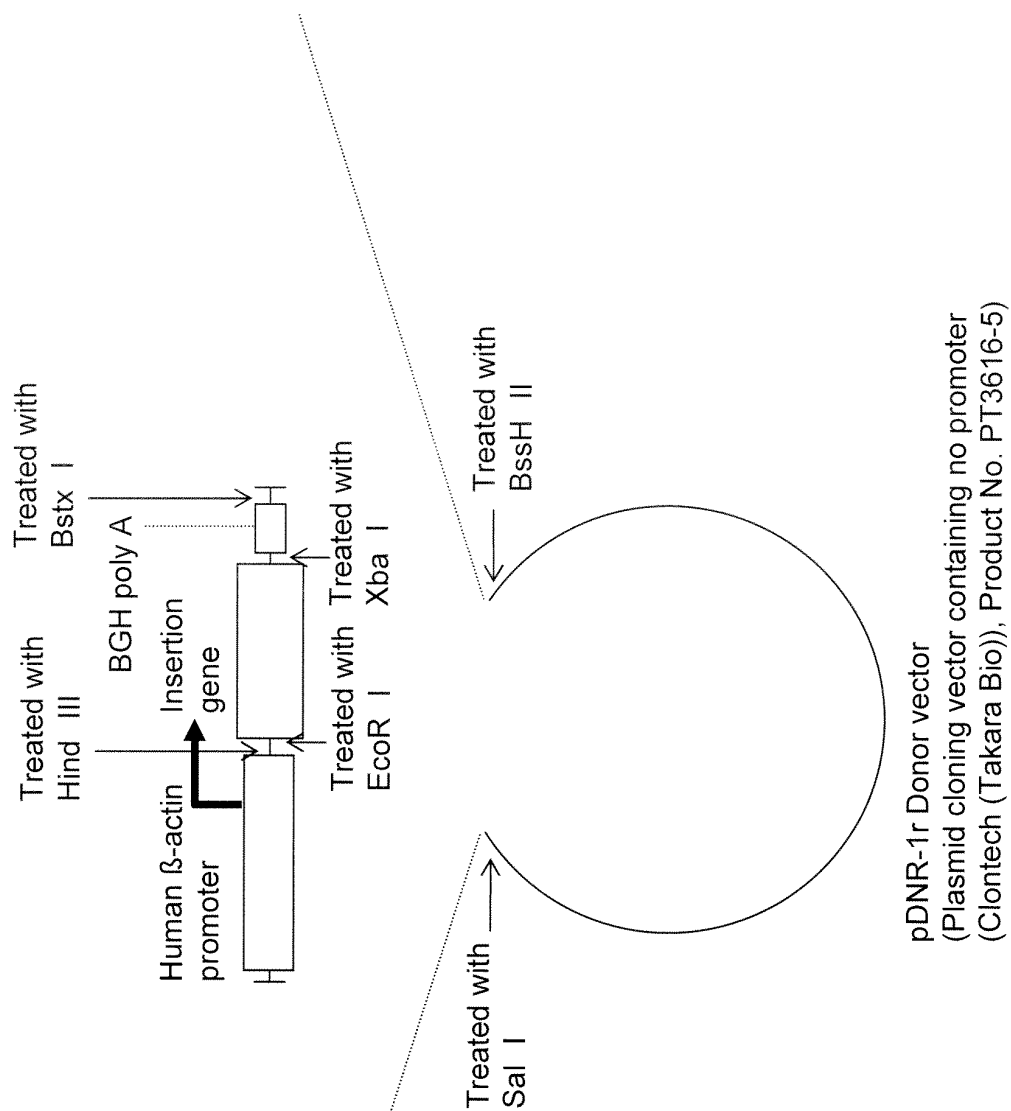 Treated with
Hind III
Treated with
Bstx I
BGH poly A
Human ß-actin
promoter
Insertion
gene
Treated with
EcoR I
Treated with
Xba I
Treated with
Sal I
Treated with
BssH II
pDNR-1r Donor vector
(Plasmid cloning vector containing no promoter
(Clontech (Takara Bio)), Product No. PT3616-5)